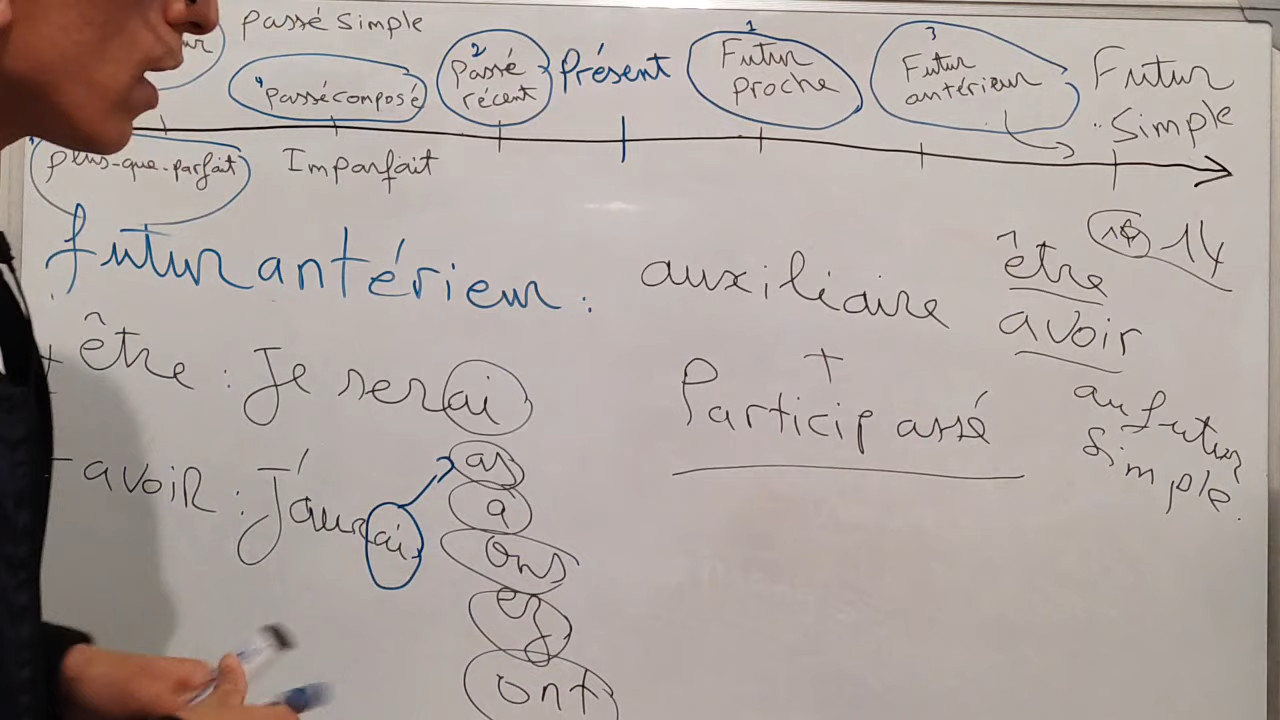 Passé Simple
4 Passé composé
2 Passé
récent
Présent
1
Futur
proche
3
Futur
antérieur
Futur
Simple
plus-que-parfait
Imparfait
futur antérieur :
auxiliaire
être
avoir
14
au futur
Simple.
+
Particip assé
+ être : Je serai
as
a
ons
ez
ont
- avoir : J'aurai